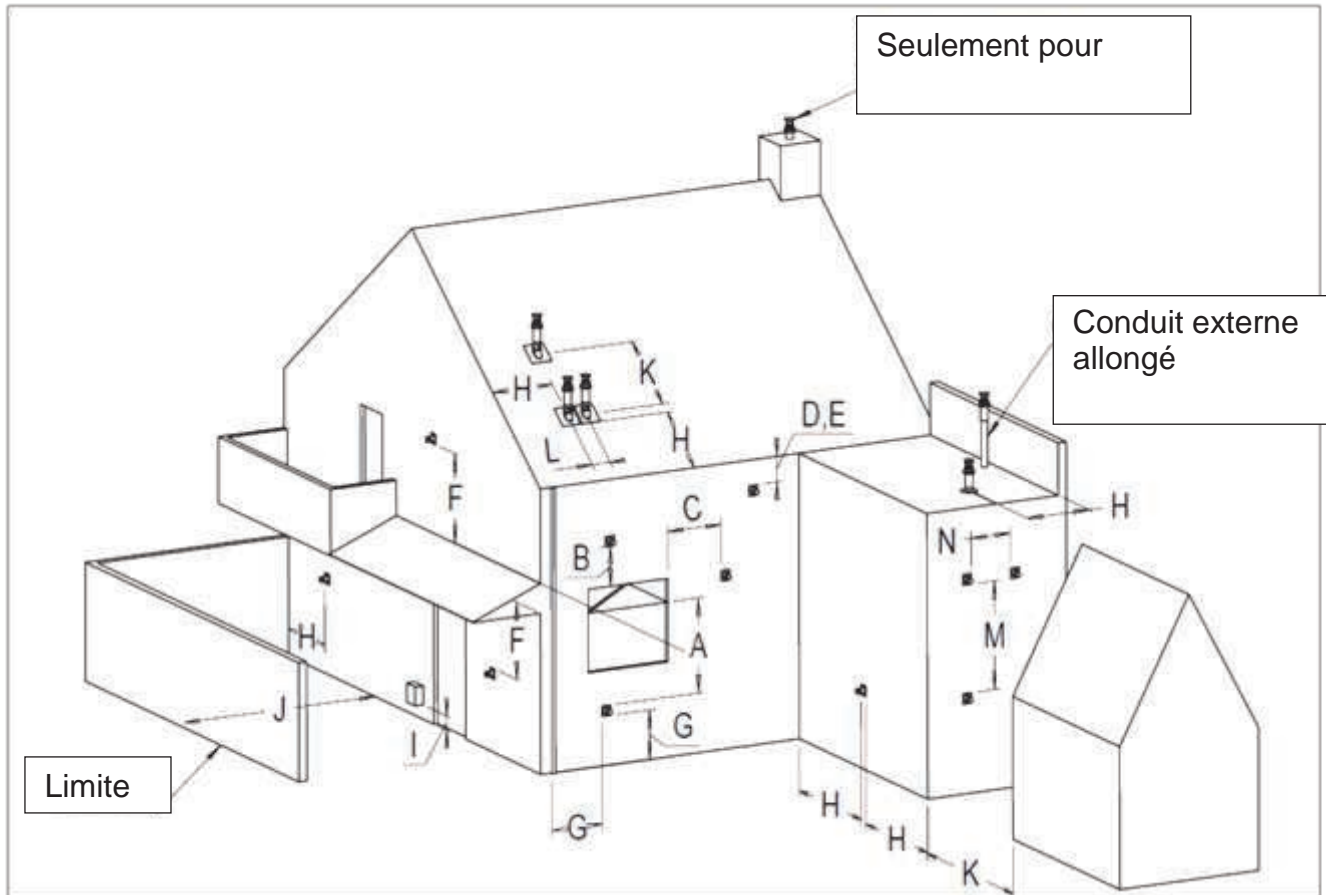 Seulement pour
Conduit externe
allongé
K
H
D,E
L
H
F
C
H
B
N
H
F
A
M
J
G
I
Limite
G
H
H
K